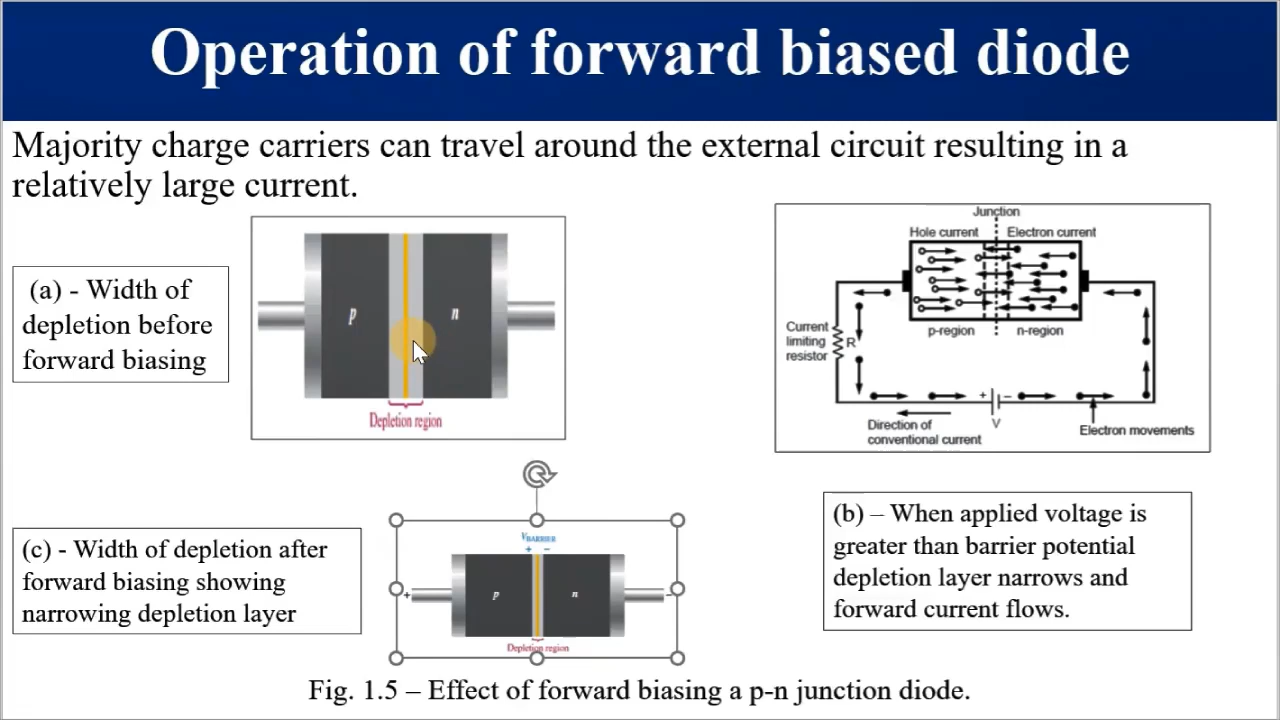 Operation of forward biased diode
Majority charge carriers can travel around the external circuit resulting in a
relatively large current.
(a) - Width of
depletion before
forward biasing
p
n
Depletion region
Junction
Hole current
Electron current
p-region
n-region
Current
limiting
resistor
R
+
−
V
Direction of
conventional current
Electron movements
(c) - Width of depletion after
forward biasing showing
narrowing depletion layer
VBARRIER
+ −
+
p
n
−
Depletion region
(b) – When applied voltage is
greater than barrier potential
depletion layer narrows and
forward current flows.
Fig. 1.5 – Effect of forward biasing a p-n junction diode.